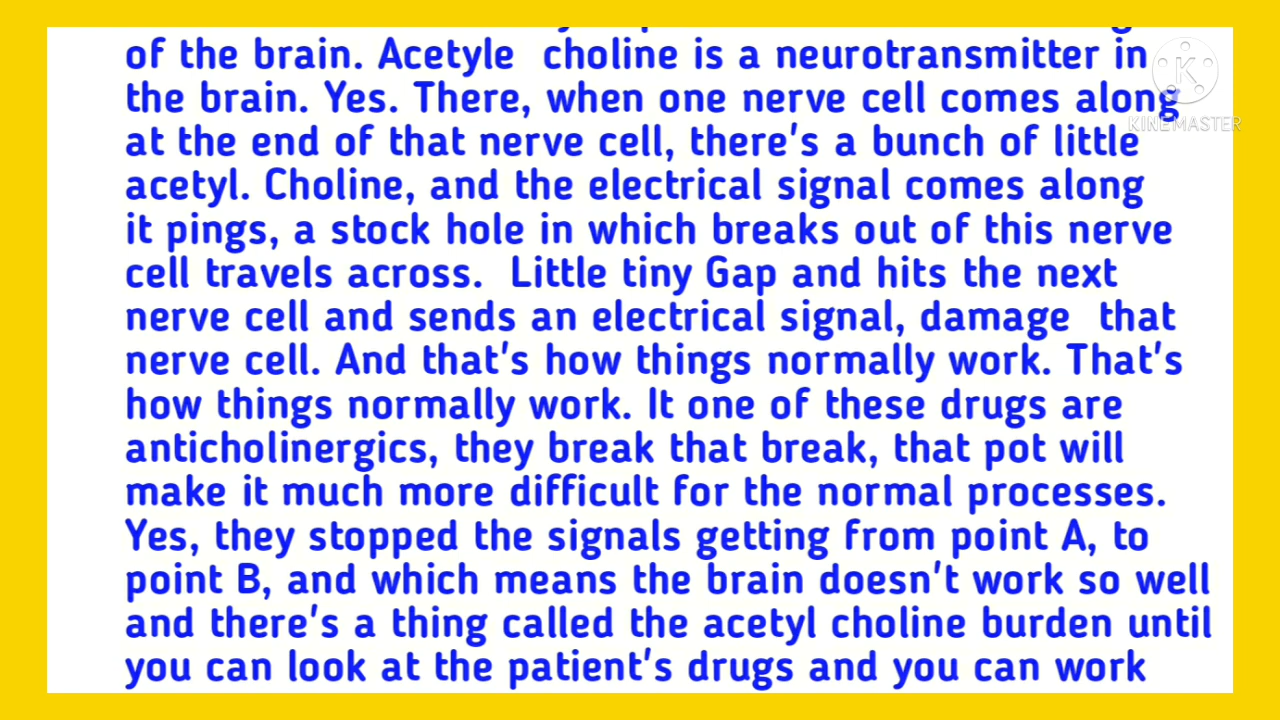 of the brain. Acetyle choline is a neurotransmitter in
the brain. Yes. There, when one nerve cell comes along
at the end of that nerve cell, there's a bunch of little
acetyl. Choline, and the electrical signal comes along
it pings, a stock hole in which breaks out of this nerve
cell travels across. Little tiny Gap and hits the next
nerve cell and sends an electrical signal, damage that
nerve cell. And that's how things normally work. That's
how things normally work. It one of these drugs are
anticholinergics, they break that break, that pot will
make it much more difficult for the normal processes.
Yes, they stopped the signals getting from point A, to
point B, and which means the brain doesn't work so well
and there's a thing called the acetyl choline burden until
you can look at the patient's drugs and you can work
K
KINEMASTER